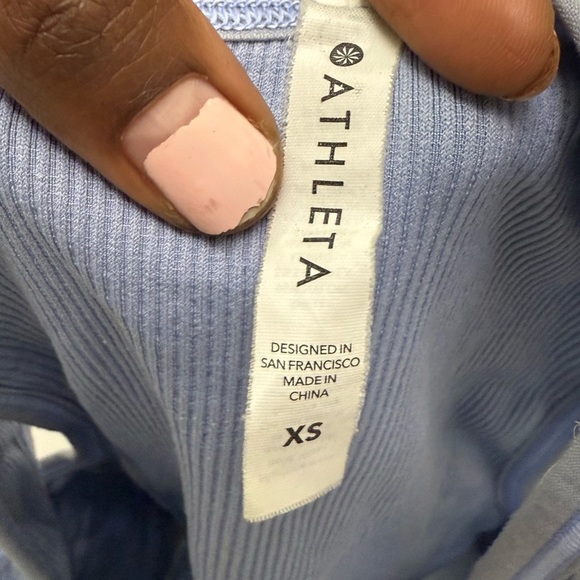 ATHLETA
DESIGNED IN
SAN FRANCISCO
MADE IN
CHINA
XS